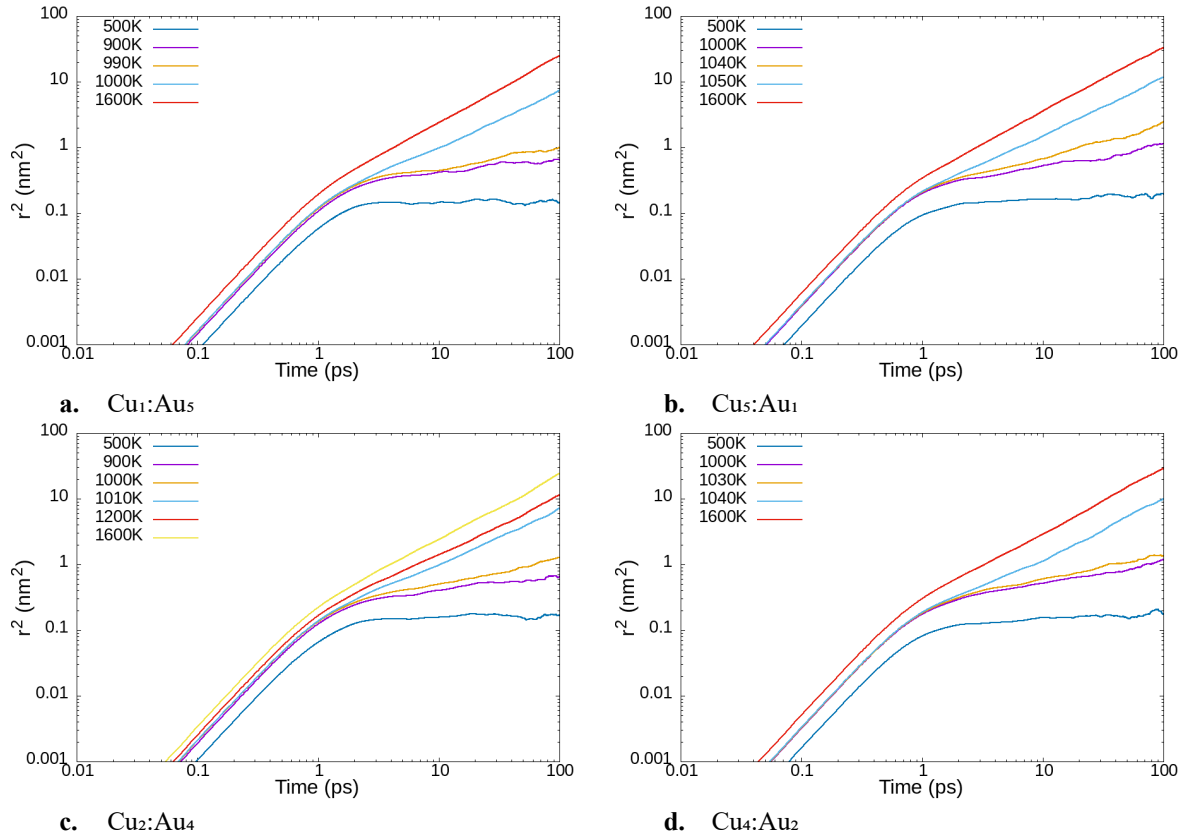 100
10
1
0.1
0.01
0.001
r² (nm²)
500K
900K
990K
1000K
1600K
0.01 0.1 1 10 100
Time (ps)
a. Cu₁:Au₅
100
10
1
0.1
0.01
0.001
r² (nm²)
500K
1000K
1040K
1050K
1600K
0.01 0.1 1 10 100
Time (ps)
b. Cu₅:Au₁
100
10
1
0.1
0.01
0.001
r² (nm²)
500K
900K
1000K
1010K
1200K
1600K
0.01 0.1 1 10 100
Time (ps)
c. Cu₂:Au₄
100
10
1
0.1
0.01
0.001
r² (nm²)
500K
1000K
1030K
1040K
1600K
0.01 0.1 1 10 100
Time (ps)
d. Cu₄:Au₂